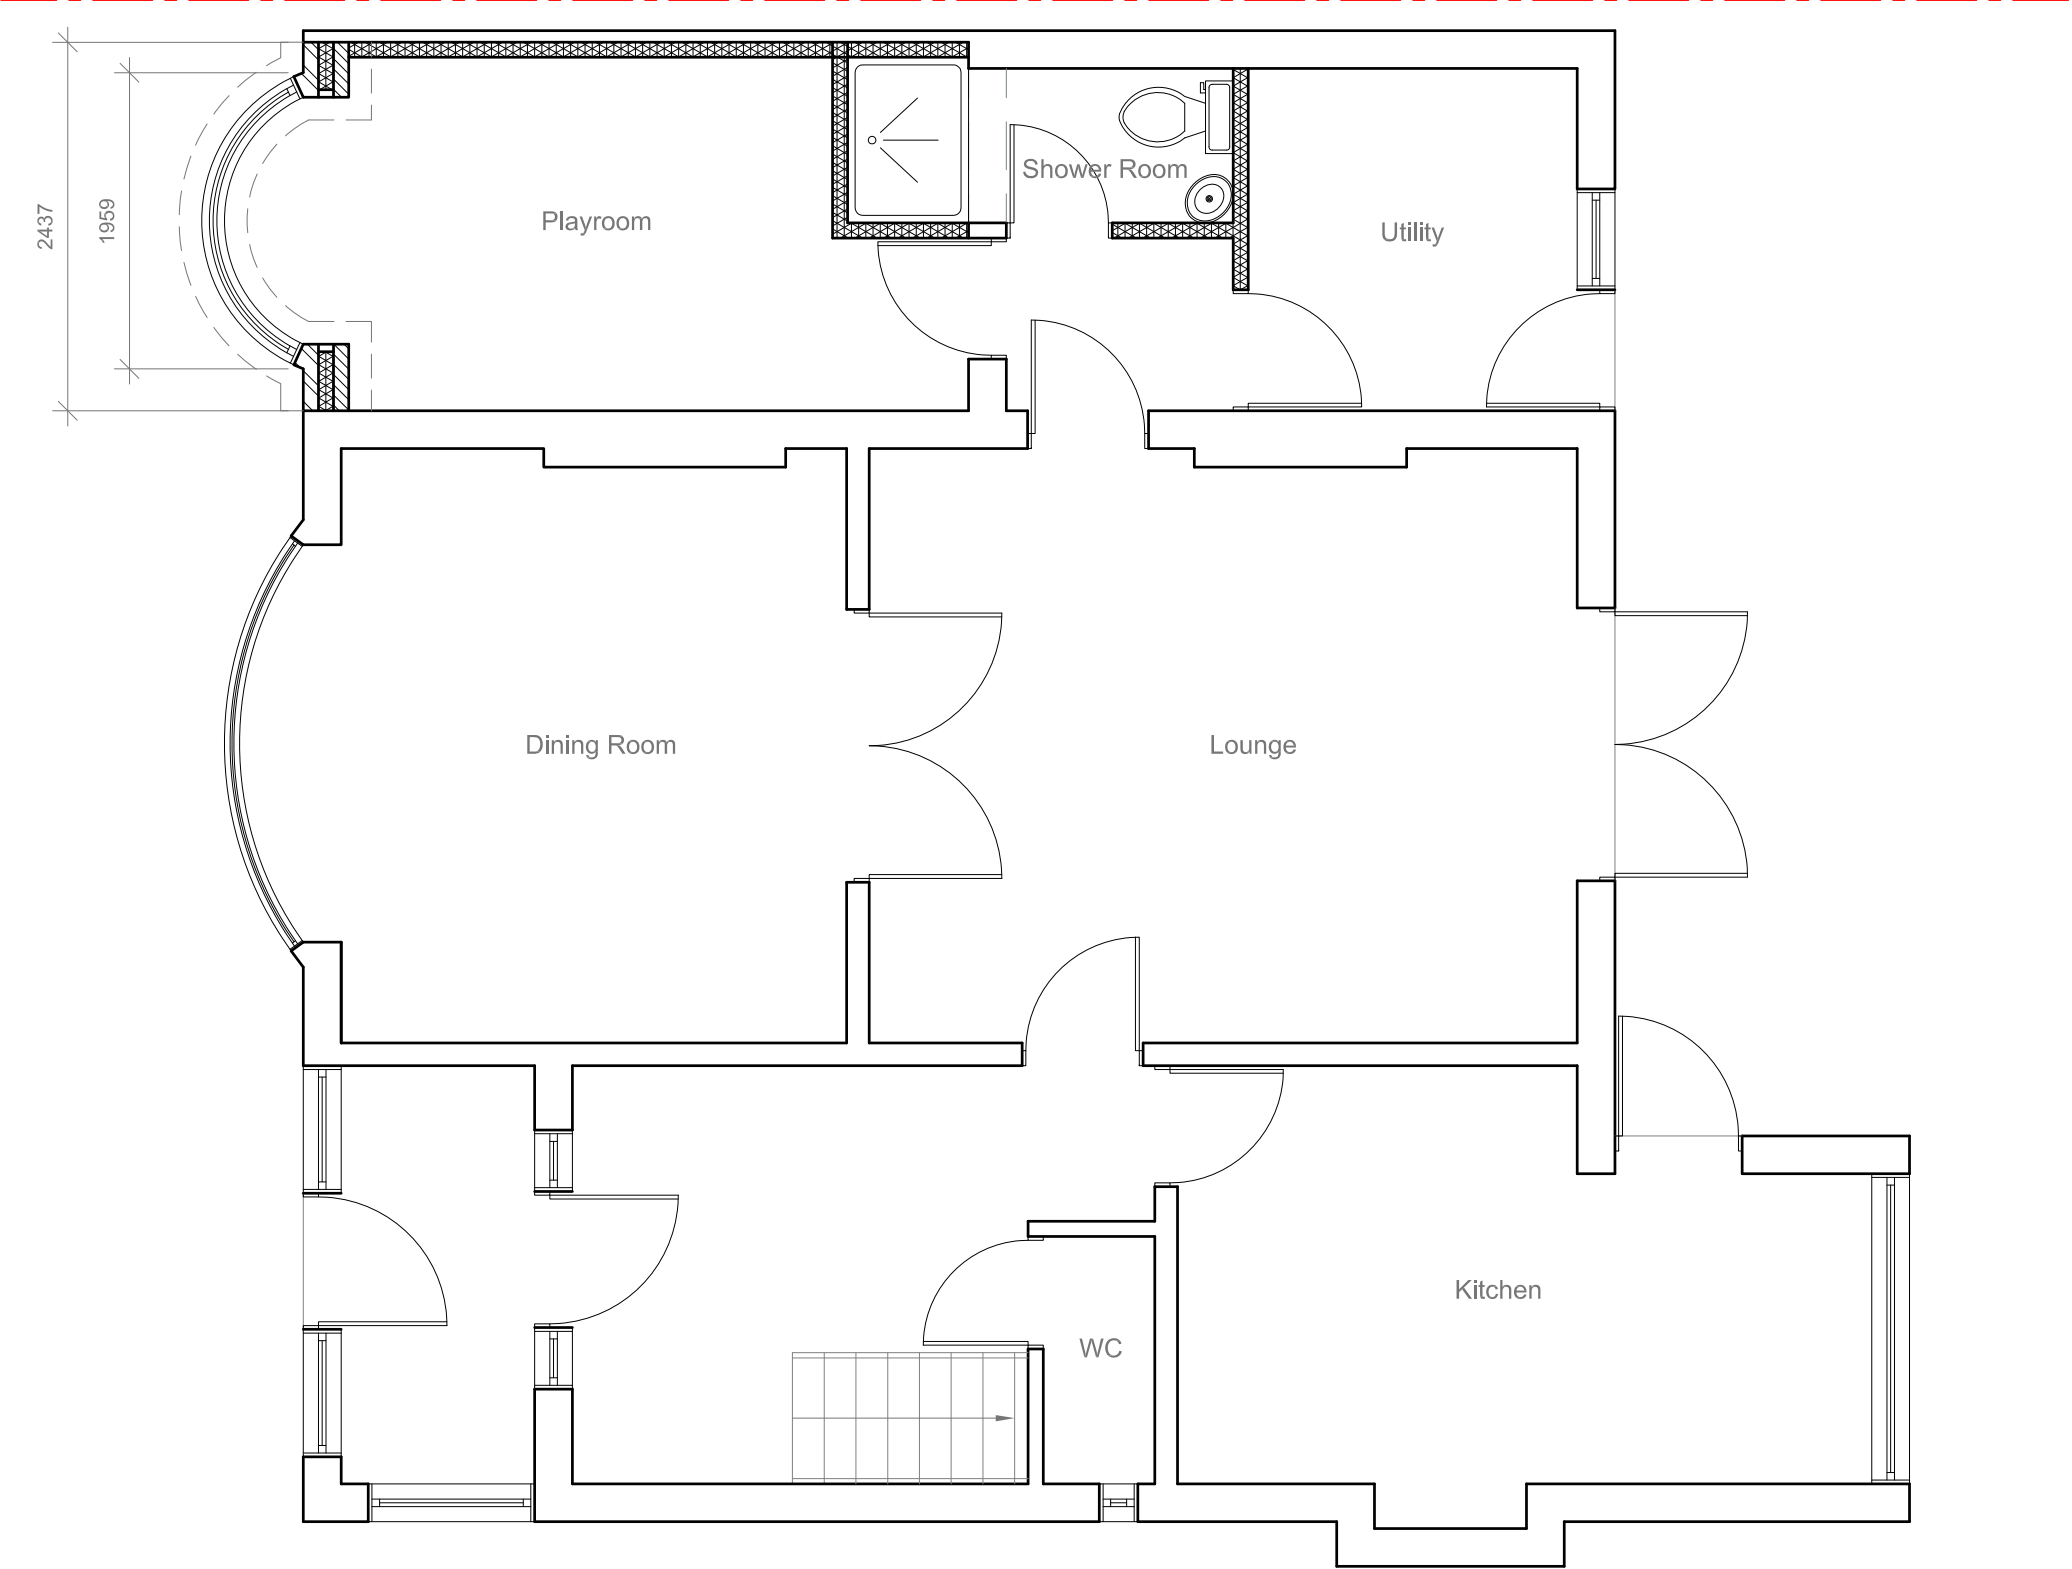 Shower Room
2437
1959
Playroom
Utility
Dining Room
Lounge
Kitchen
WC